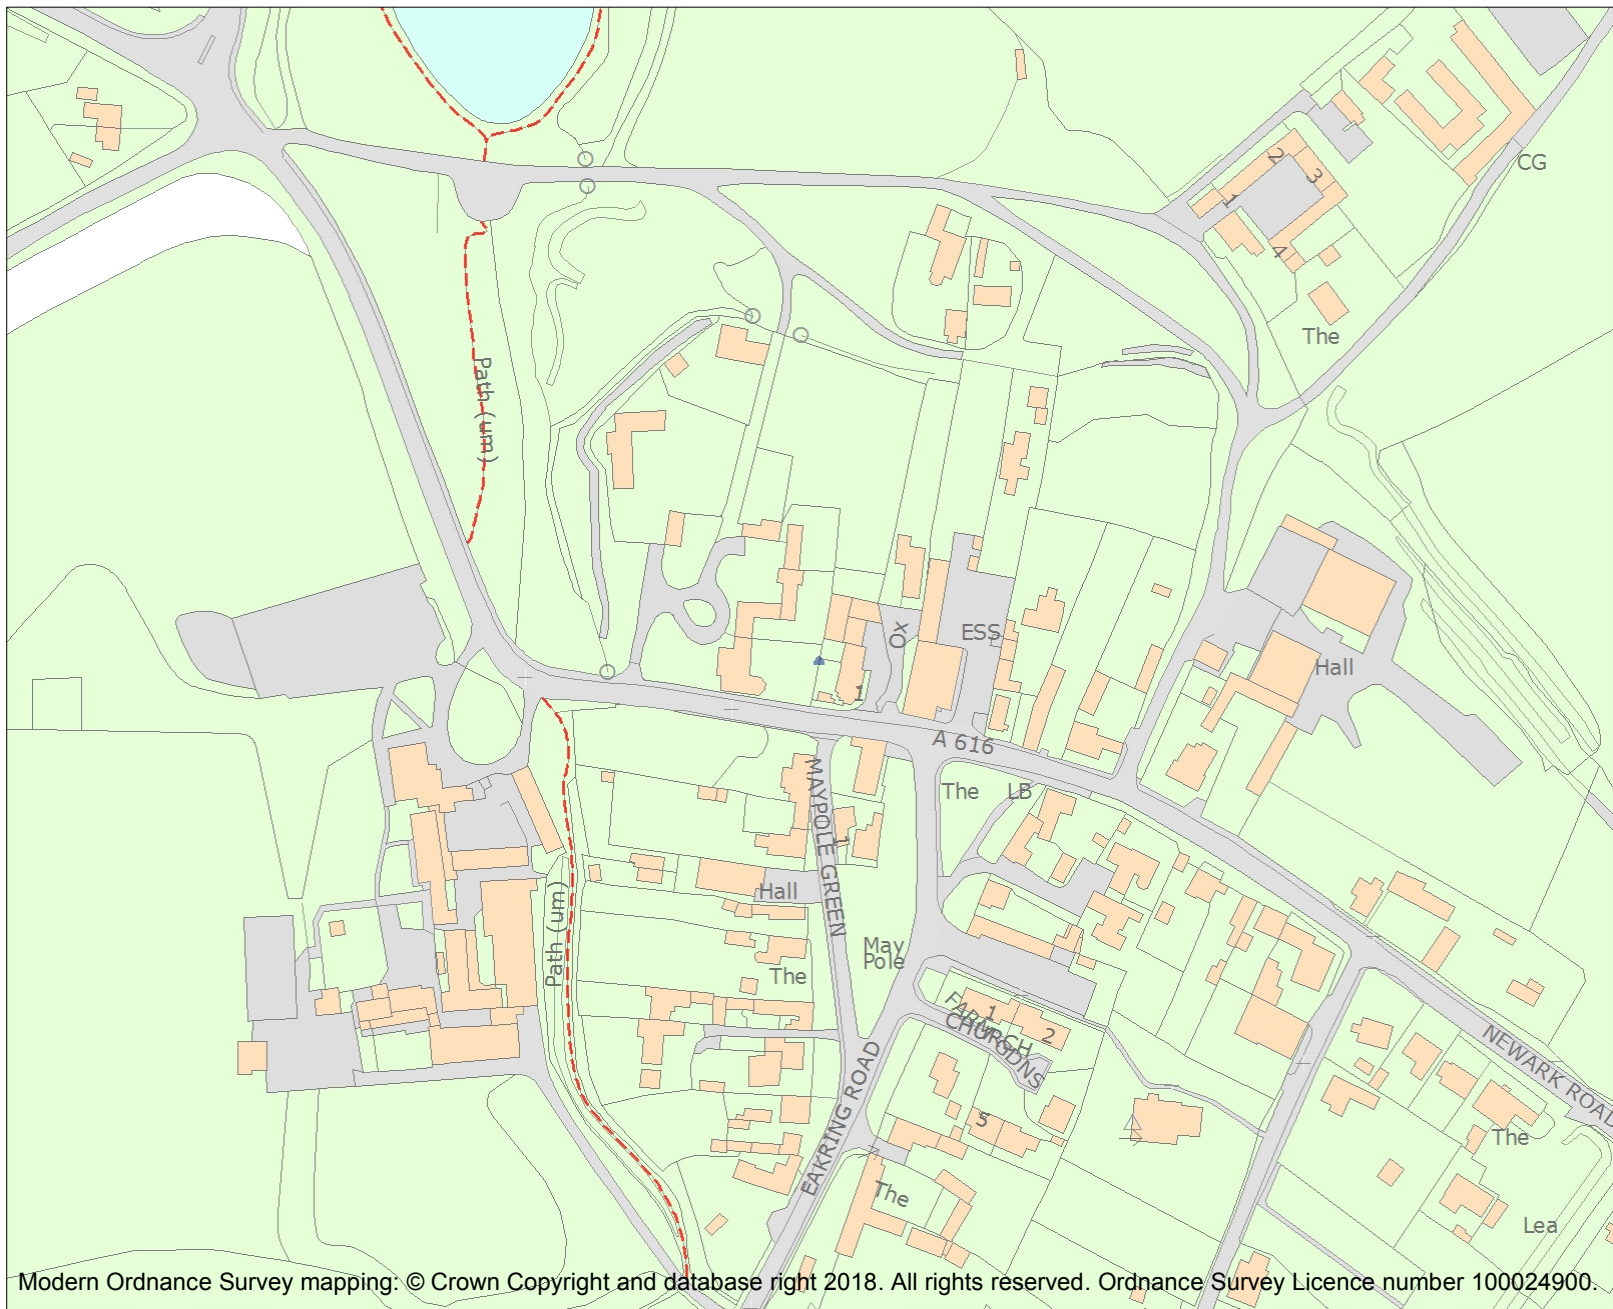 2
CG
3
1
4
The
Path (um)
Ox
ESS
Hall
1
A 616
MAYPOLE GREEN
The
LB
1
Hall
Path (um)
May
Pole
The
FARM
1
CHURCH
2
GDNS
NEWARK ROAD
EAKRING ROAD
5
The
The
Lea
Modern Ordnance Survey mapping: © Crown Copyright and database right 2018. All rights reserved. Ordnance Survey Licence number 100024900.